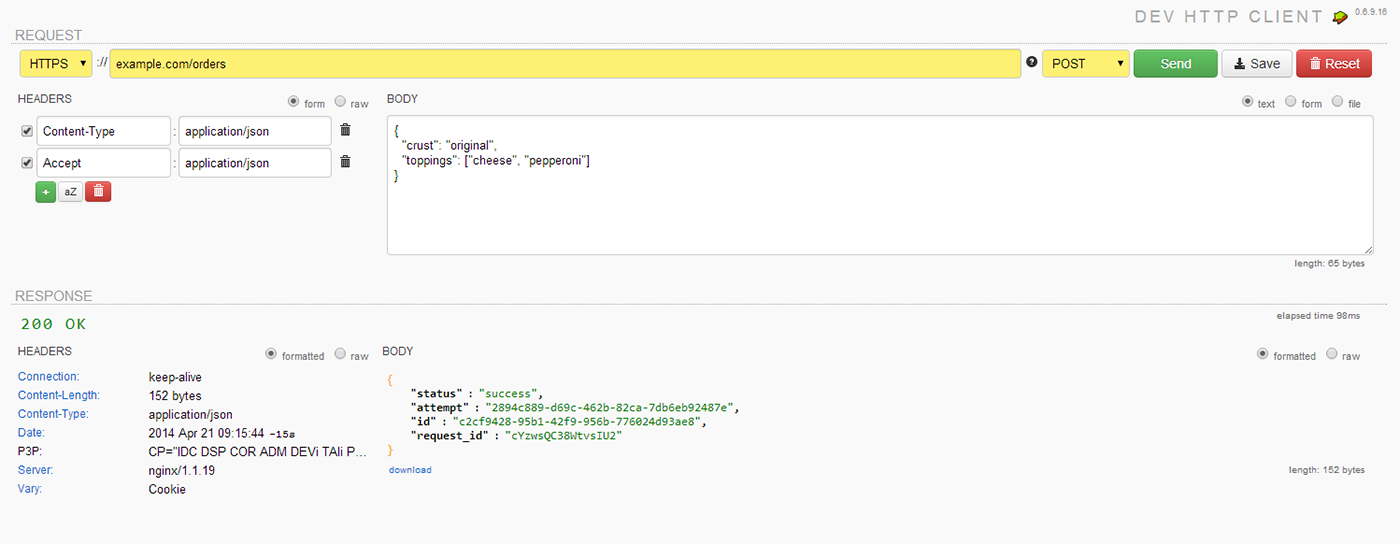 DEV HTTP CLIENT 0.6.9.16
REQUEST
HTTPS :// example.com/orders POST Send Save Reset
HEADERS form raw
Content-Type : application/json
Accept : application/json
+ aZ
BODY text form file
{
"crust": "original",
"toppings": ["cheese", "pepperoni"]
}
length: 65 bytes
RESPONSE
200 OK
elapsed time 98ms
HEADERS formatted raw
Connection: keep-alive
Content-Length: 152 bytes
Content-Type: application/json
Date: 2014 Apr 21 09:15:44 -15s
P3P: CP="IDC DSP COR ADM DEVi TAIi P...
Server: nginx/1.1.19
Vary: Cookie
BODY formatted raw
{
"status" : "success",
"attempt" : "2894c889-d69c-462b-82ca-7db6eb92487e",
"id" : "c2cf9428-95b1-42f9-956b-776024d93ae8",
"request_id" : "cYzwsQC38WtvsIU2"
}
download
length: 152 bytes